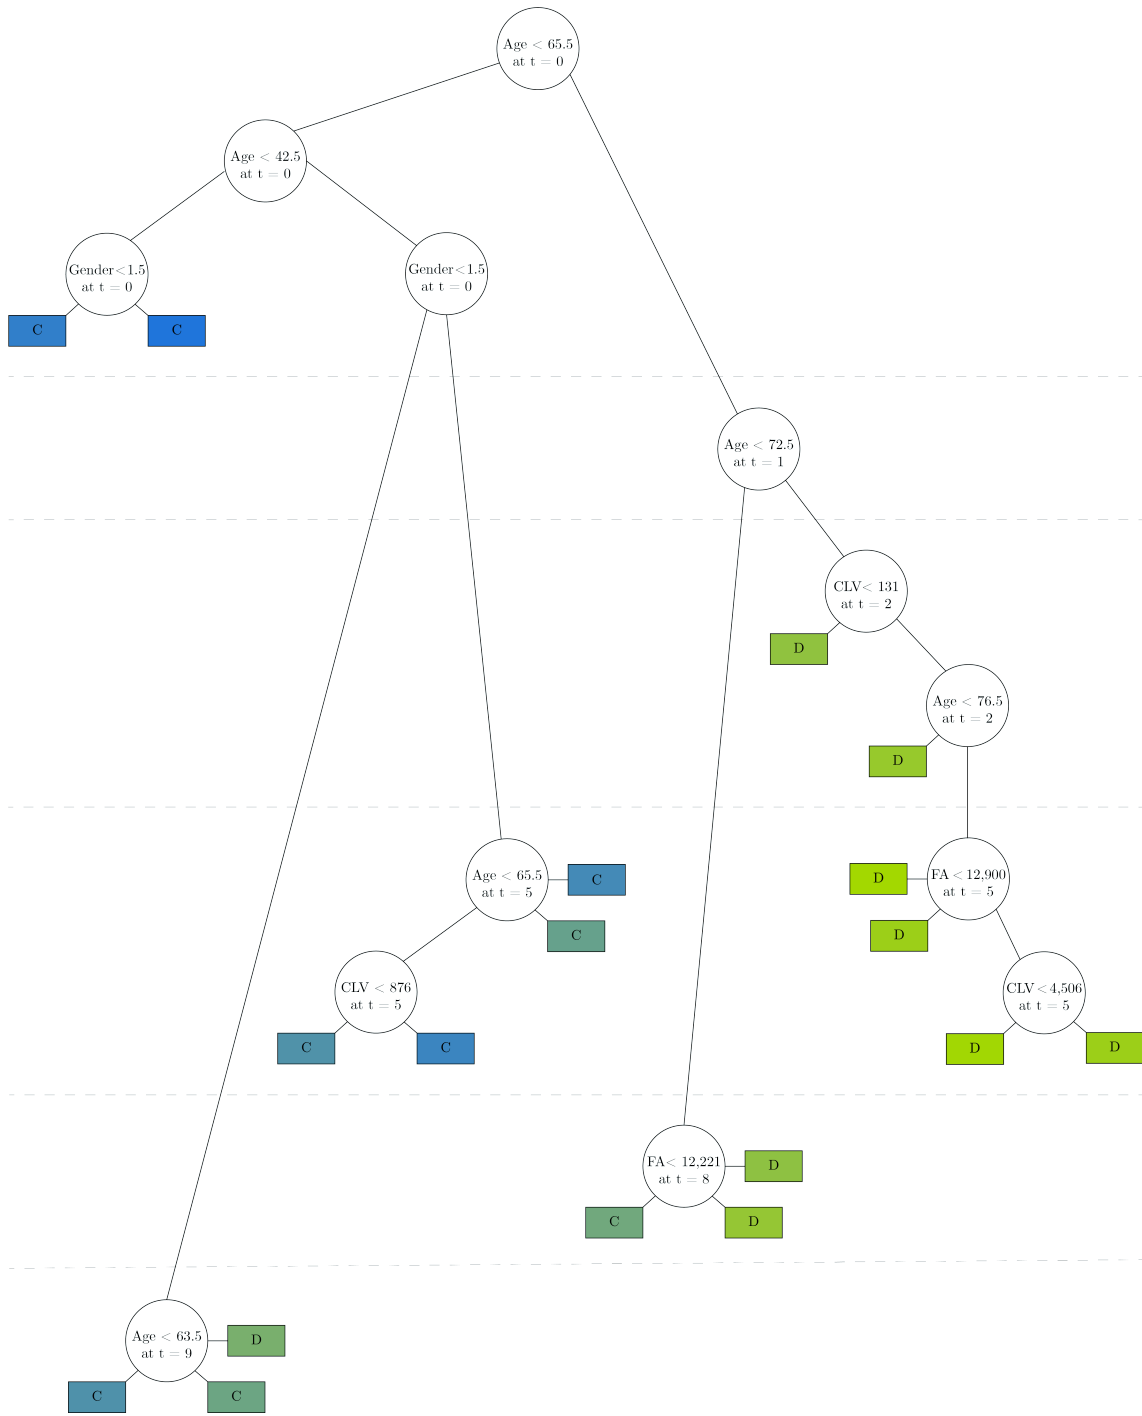 Age < 65.5
at t = 0
Age < 42.5
at t = 0
Gender<1.5
at t = 0
Gender<1.5
at t = 0
C
C
Age < 72.5
at t = 1
CLV< 131
at t = 2
D
Age < 76.5
at t = 2
D
Age < 65.5
at t = 5
C
D
FA < 12,900
at t = 5
C
D
CLV < 876
at t = 5
CLV < 4,506
at t = 5
C
C
D
D
FA< 12,221
at t = 8
D
C
D
Age < 63.5
at t = 9
D
C
C